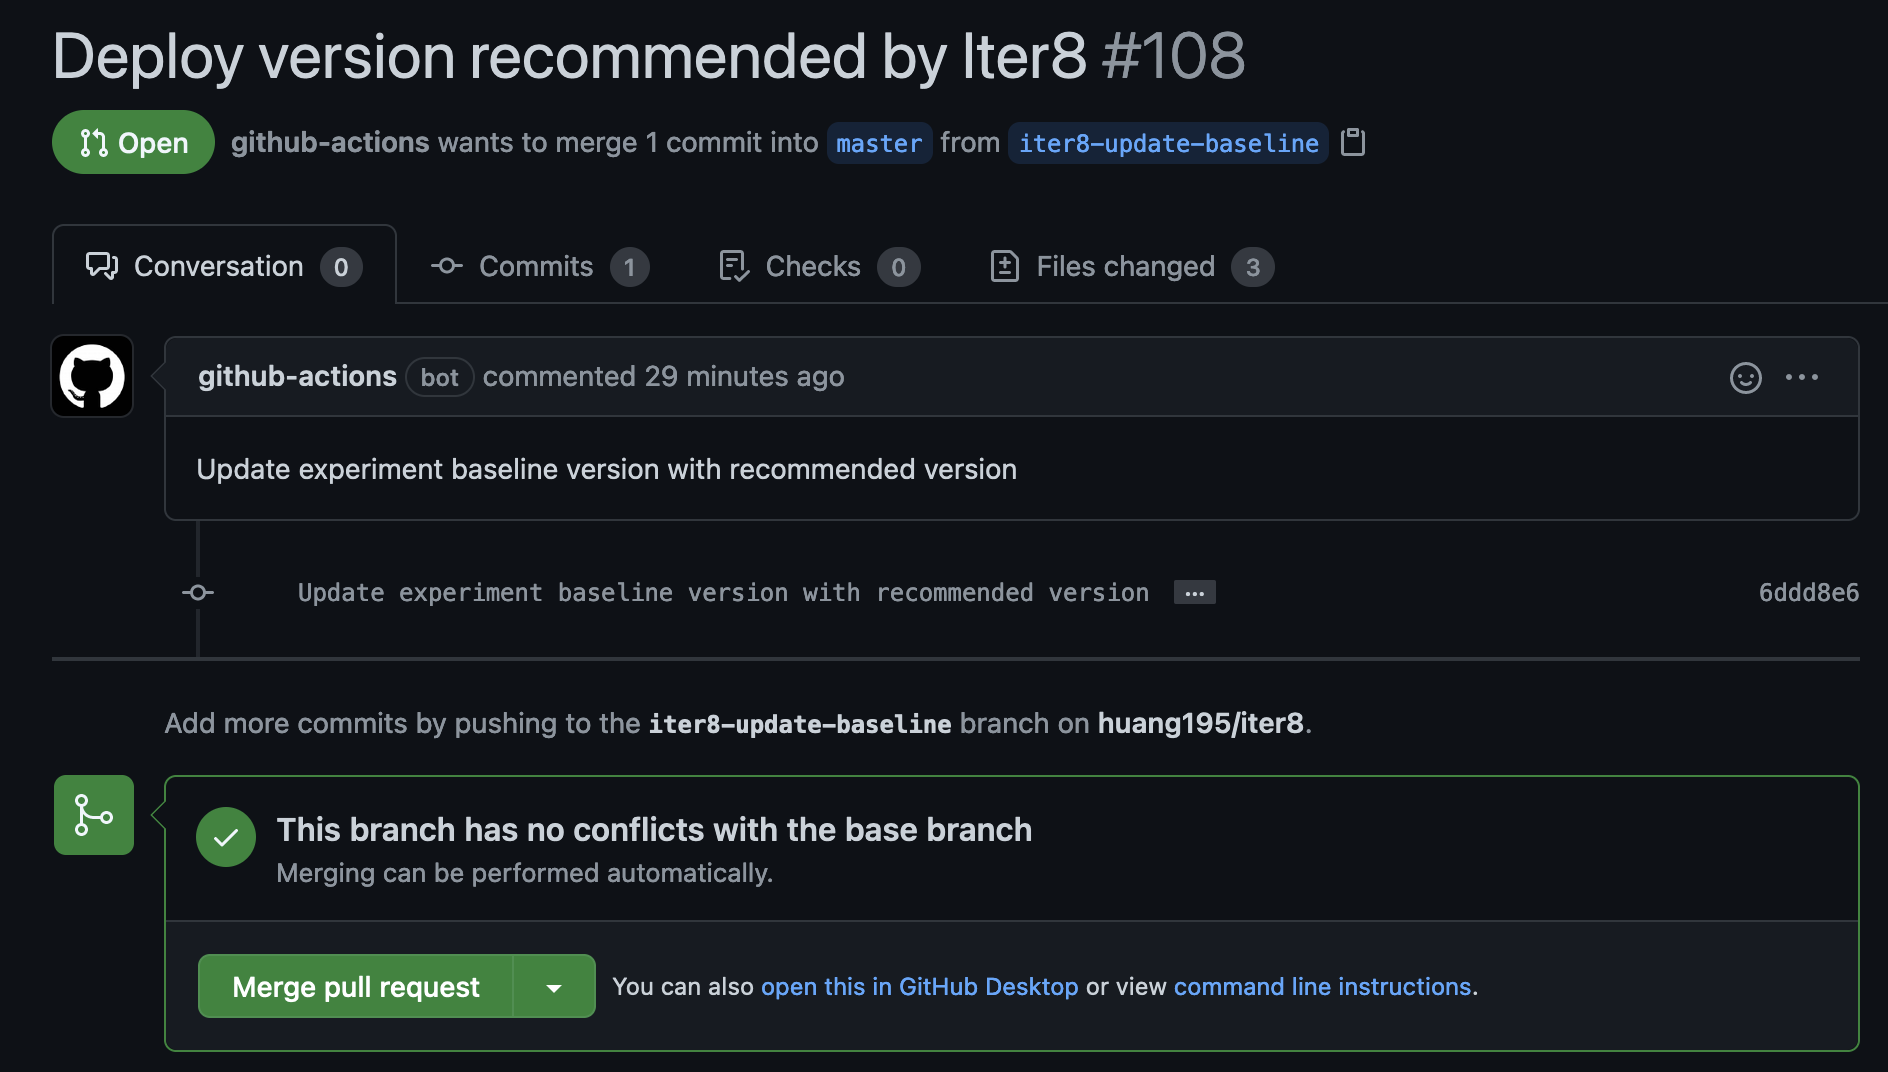 Deploy version recommended by Iter8 #108
Open github-actions wants to merge 1 commit into master from iter8-update-baseline
Conversation 0 Commits 1 Checks 0 Files changed 3
github-actions bot commented 29 minutes ago
Update experiment baseline version with recommended version
Update experiment baseline version with recommended version ... 6ddd8e6
Add more commits by pushing to the iter8-update-baseline branch on huang195/iter8.
This branch has no conflicts with the base branch
Merging can be performed automatically.
Merge pull request You can also open this in GitHub Desktop or view command line instructions.